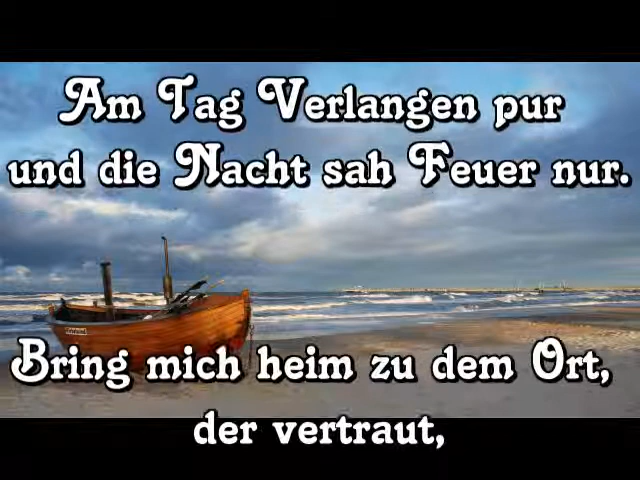 Am Tag Verlangen pur
und die Nacht sah Feuer nur.
Bring mich heim zu dem Ort,
der vertraut,